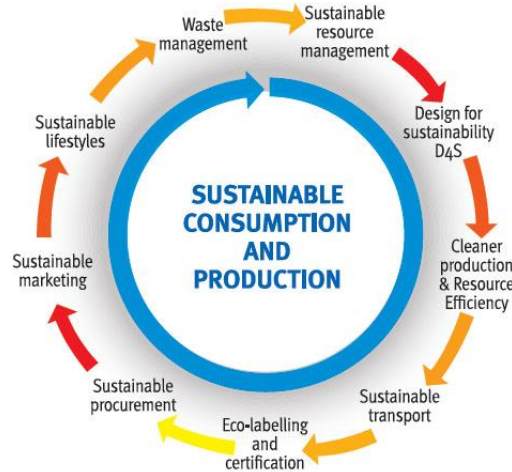 Sustainable
resource
management
Design for
sustainability
D4S
Cleaner
production
& Resource
Efficiency
Sustainable
transport
Eco-labelling
and
certification
Sustainable
procurement
Sustainable
marketing
Sustainable
lifestyles
Waste
management
SUSTAINABLE
CONSUMPTION
AND
PRODUCTION